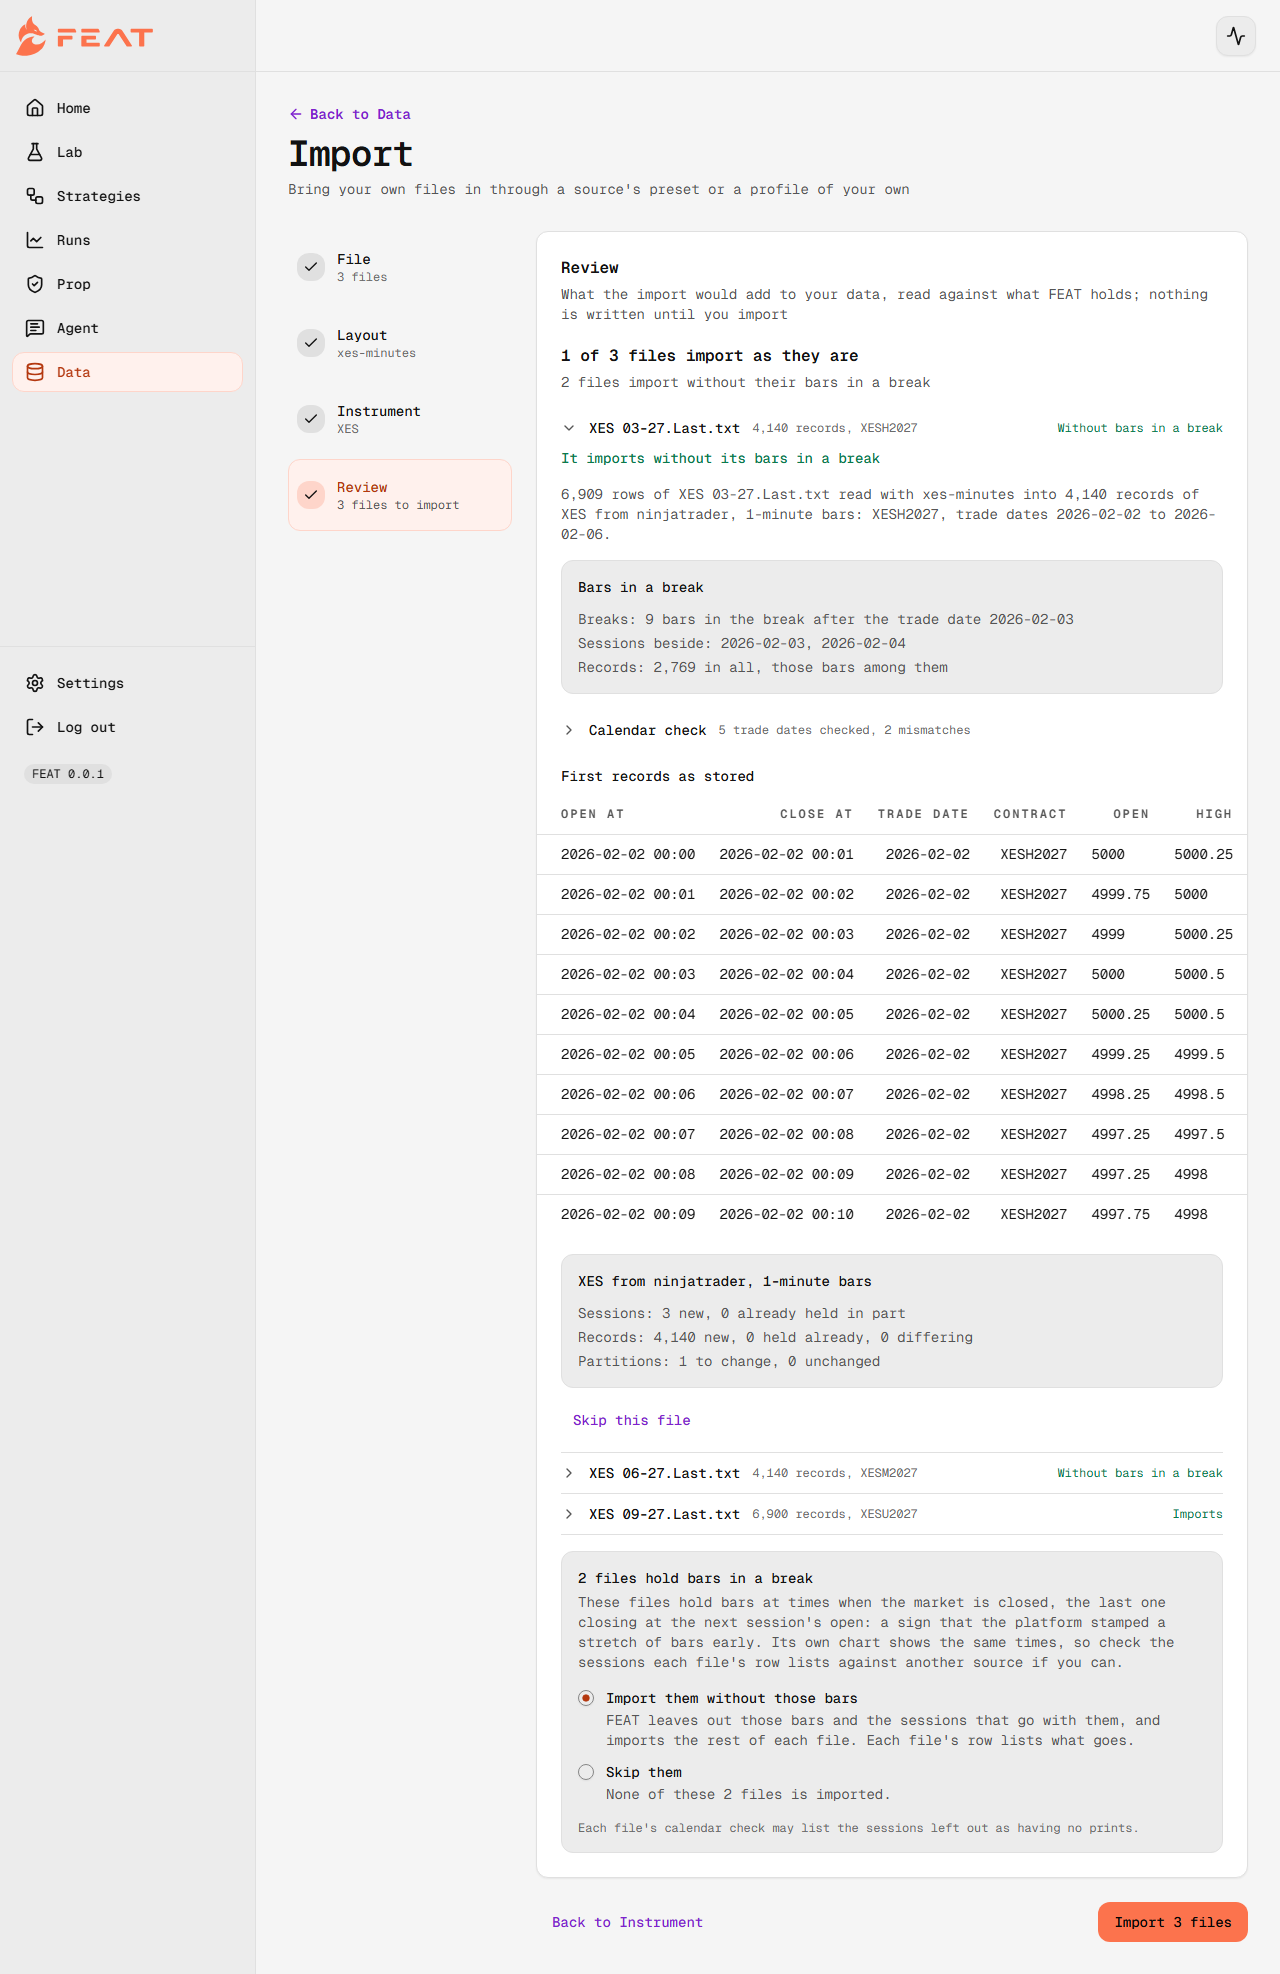 FEAT
Home
Lab
Strategies
Runs
Prop
Agent
Data
Settings
Log out
FEAT 0.0.1
Back to Data
Import
Bring your own files in through a source's preset or a profile of your own
File
3 files
Layout
xes-minutes
Instrument
XES
Review
3 files to import
Review
What the import would add to your data, read against what FEAT holds; nothing
is written until you import
1 of 3 files import as they are
2 files import without their bars in a break
XES 03-27.Last.txt 4,140 records, XESH2027 Without bars in a break
It imports without its bars in a break
6,909 rows of XES 03-27.Last.txt read with xes-minutes into 4,140 records of
XES from ninjatrader, 1-minute bars: XESH2027, trade dates 2026-02-02 to 2026-
02-06.
Bars in a break
Breaks: 9 bars in the break after the trade date 2026-02-03
Sessions beside: 2026-02-03, 2026-02-04
Records: 2,769 in all, those bars among them
Calendar check 5 trade dates checked, 2 mismatches
First records as stored
OPEN AT CLOSE AT TRADE DATE CONTRACT OPEN HIGH
2026-02-02 00:00 2026-02-02 00:01 2026-02-02 XESH2027 5000 5000.25
2026-02-02 00:01 2026-02-02 00:02 2026-02-02 XESH2027 4999.75 5000
2026-02-02 00:02 2026-02-02 00:03 2026-02-02 XESH2027 4999 5000.25
2026-02-02 00:03 2026-02-02 00:04 2026-02-02 XESH2027 5000 5000.5
2026-02-02 00:04 2026-02-02 00:05 2026-02-02 XESH2027 5000.25 5000.5
2026-02-02 00:05 2026-02-02 00:06 2026-02-02 XESH2027 4999.25 4999.5
2026-02-02 00:06 2026-02-02 00:07 2026-02-02 XESH2027 4998.25 4998.5
2026-02-02 00:07 2026-02-02 00:08 2026-02-02 XESH2027 4997.25 4997.5
2026-02-02 00:08 2026-02-02 00:09 2026-02-02 XESH2027 4997.25 4998
2026-02-02 00:09 2026-02-02 00:10 2026-02-02 XESH2027 4997.75 4998
XES from ninjatrader, 1-minute bars
Sessions: 3 new, 0 already held in part
Records: 4,140 new, 0 held already, 0 differing
Partitions: 1 to change, 0 unchanged
Skip this file
XES 06-27.Last.txt 4,140 records, XESM2027 Without bars in a break
XES 09-27.Last.txt 6,900 records, XESU2027 Imports
2 files hold bars in a break
These files hold bars at times when the market is closed, the last one
closing at the next session's open: a sign that the platform stamped a
stretch of bars early. Its own chart shows the same times, so check the
sessions each file's row lists against another source if you can.
Import them without those bars
FEAT leaves out those bars and the sessions that go with them, and
imports the rest of each file. Each file's row lists what goes.
Skip them
None of these 2 files is imported.
Each file's calendar check may list the sessions left out as having no prints.
Back to Instrument
Import 3 files